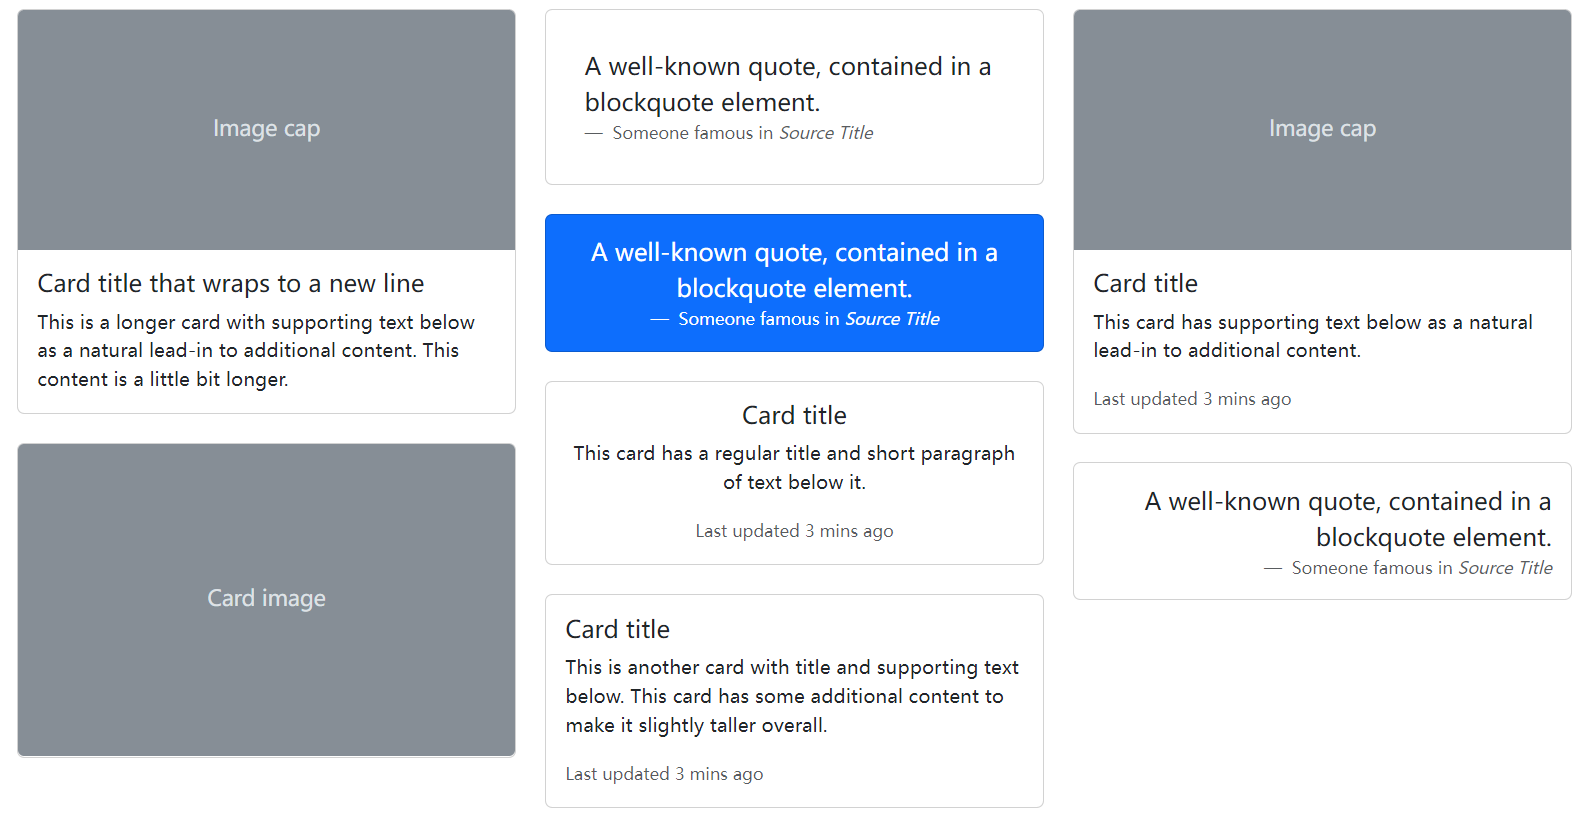 Image cap
Card title that wraps to a new line
This is a longer card with supporting text below
as a natural lead-in to additional content. This
content is a little bit longer.
Card image
A well-known quote, contained in a
blockquote element.
— Someone famous in Source Title
A well-known quote, contained in a
blockquote element.
— Someone famous in Source Title
Card title
This card has a regular title and short paragraph
of text below it.
Last updated 3 mins ago
Card title
This is another card with title and supporting text
below. This card has some additional content to
make it slightly taller overall.
Last updated 3 mins ago
Image cap
Card title
This card has supporting text below as a natural
lead-in to additional content.
Last updated 3 mins ago
A well-known quote, contained in a
blockquote element.
— Someone famous in Source Title